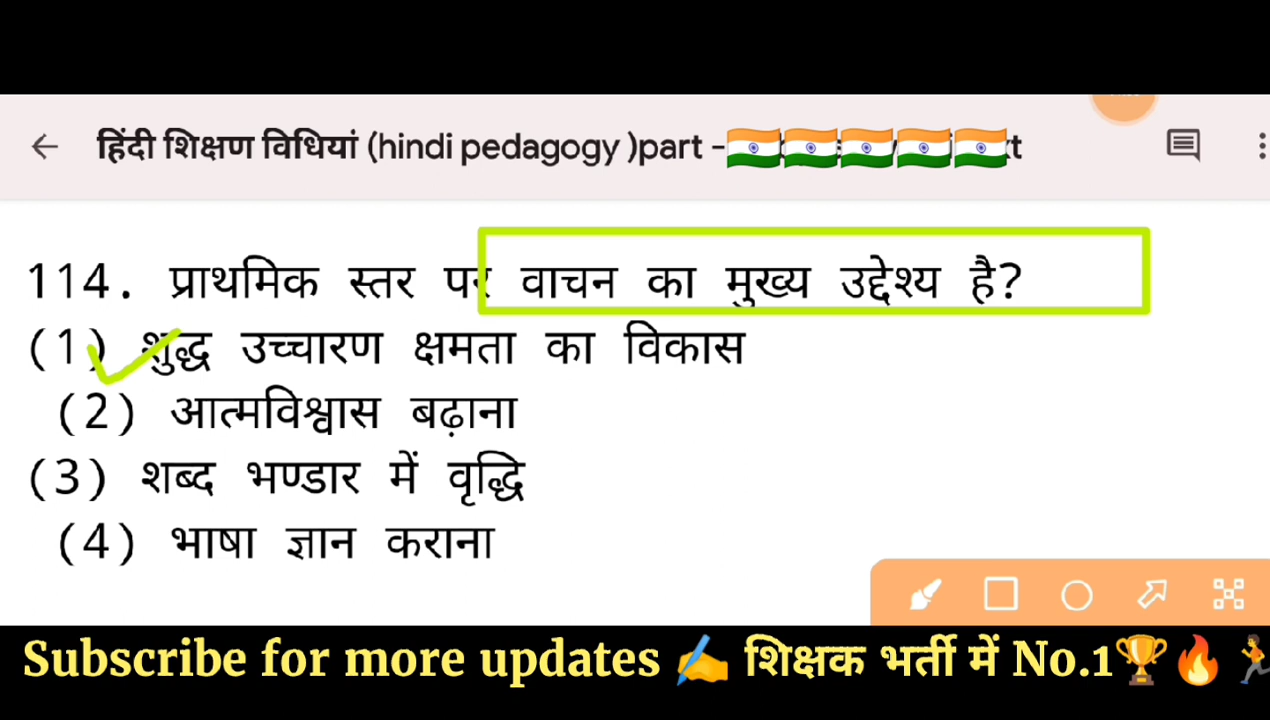 हिंदी शिक्षण विधियां (hindi pedagogy )part -
114. प्राथमिक स्तर पर वाचन का मुख्य उद्देश्य है?
(1) शुद्ध उच्चारण क्षमता का विकास
(2) आत्मविश्वास बढ़ाना
(3) शब्द भण्डार में वृद्धि
(4) भाषा ज्ञान कराना
Subscribe for more updates ✍️ शिक्षक भर्ती में No.1🏆🔥🏃